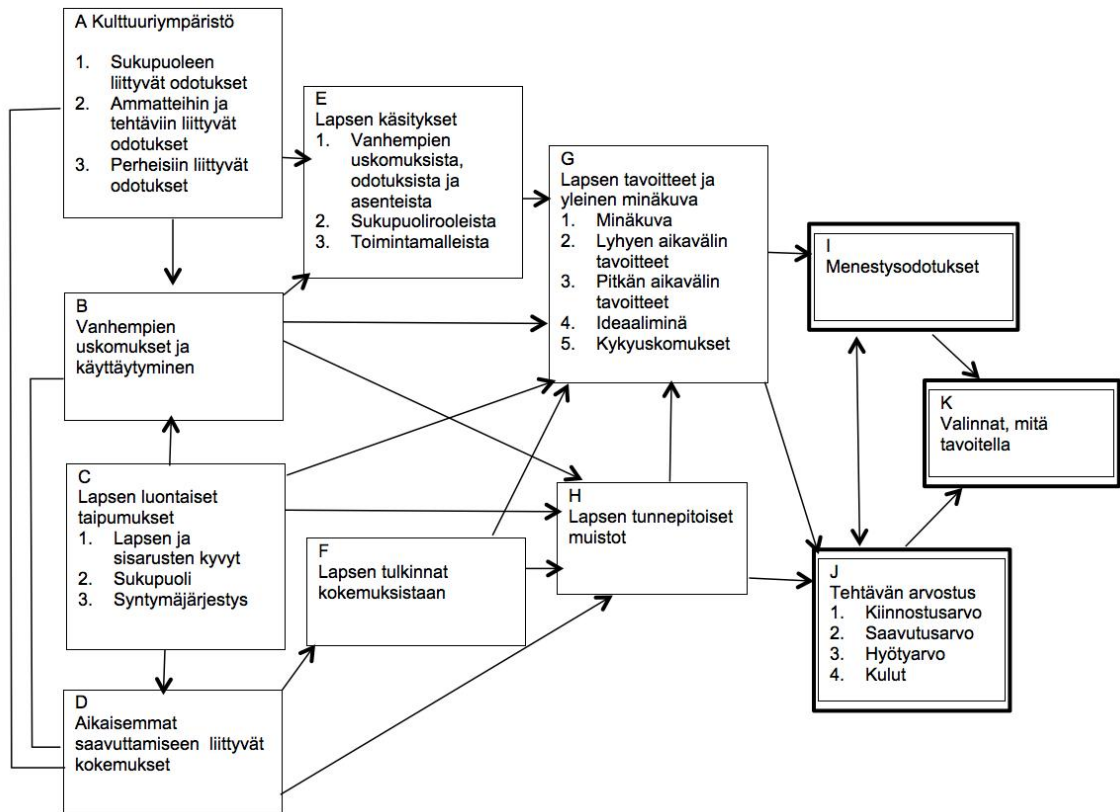 A Kulttuuriympäristö
1. Sukupuoleen
liittyvät odotukset
2. Ammatteihin ja
tehtäviin liittyvät
odotukset
3. Perheisiin liittyvät
odotukset
B
Vanhempien
uskomukset ja
käyttäytyminen
C
Lapsen luontaiset
taipumukset
1. Lapsen ja
sisarusten kyvyt
2. Sukupuoli
3. Syntymäjärjestys
D
Aikaisemmat
saavuttamiseen liittyvät
kokemukset
E
Lapsen käsitykset
1. Vanhempien
uskomuksista,
odotuksista ja
asenteista
2. Sukupuolirooleista
3. Toimintamalleista
F
Lapsen tulkinnat
kokemuksistaan
G
Lapsen tavoitteet ja
yleinen minäkuva
1. Minäkuva
2. Lyhyen aikavälin
tavoitteet
3. Pitkän aikavälin
tavoitteet
4. Ideaaliminä
5. Kykyuskomukset
H
Lapsen tunnepitoiset
muistot
I
Menestysodotukset
J
Tehtävän arvostus
1. Kiinnostusarvo
2. Saavutusarvo
3. Hyötyarvo
4. Kulut
K
Valinnat, mitä
tavoitella